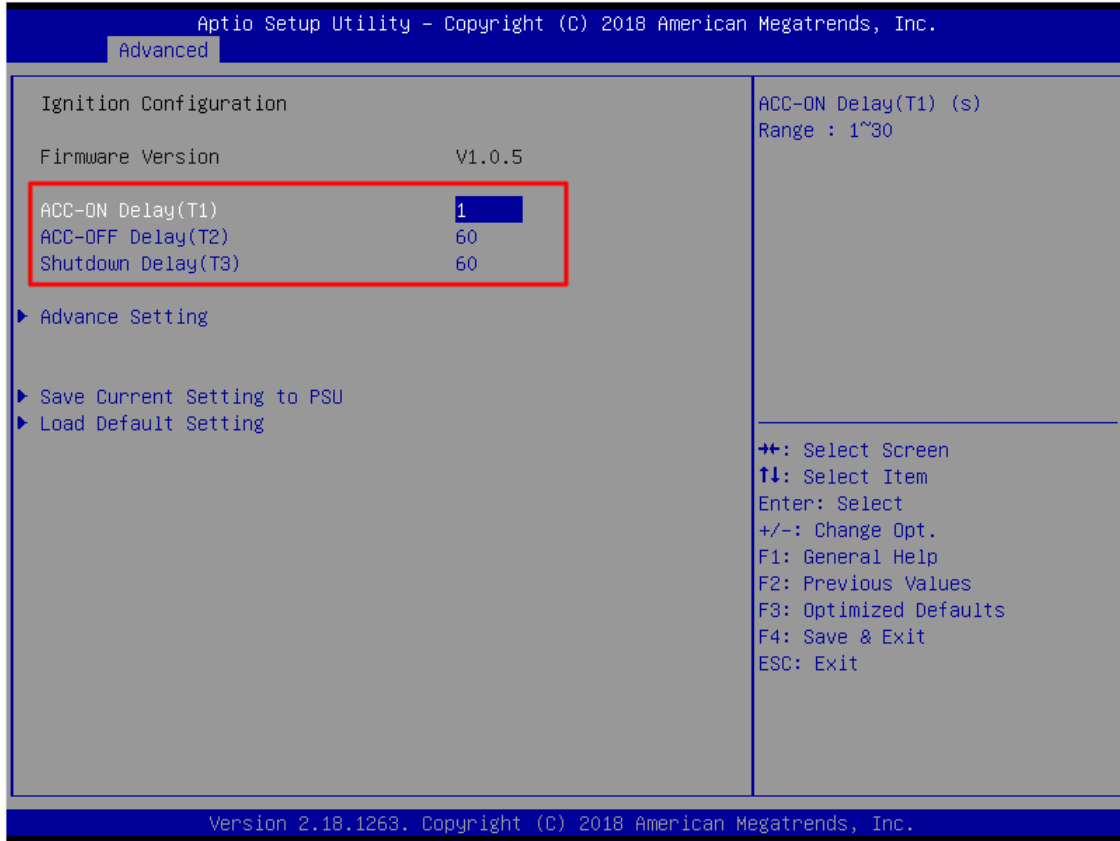 Aptio Setup Utility – Copyright (C) 2018 American Megatrends, Inc.
Advanced
Ignition Configuration
Firmware Version V1.0.5
ACC-ON Delay(T1) 1
ACC-OFF Delay(T2) 60
Shutdown Delay(T3) 60
Advance Setting
Save Current Setting to PSU
Load Default Setting
ACC-ON Delay(T1) (s)
Range : 1~30
→←: Select Screen
↑↓: Select Item
Enter: Select
+/-: Change Opt.
F1: General Help
F2: Previous Values
F3: Optimized Defaults
F4: Save & Exit
ESC: Exit
Version 2.18.1263. Copyright (C) 2018 American Megatrends, Inc.